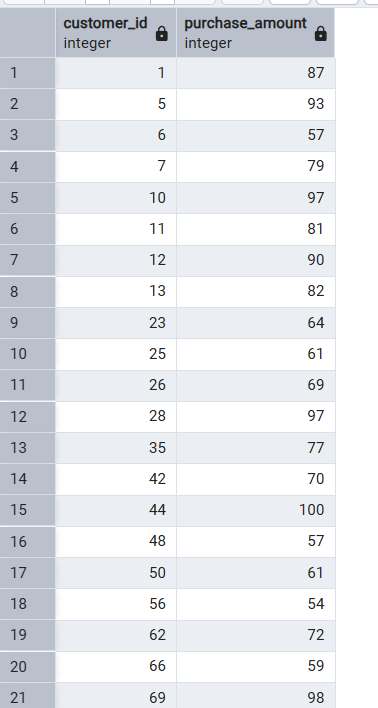 customer_id purchase_amount
integer integer
1 1 87
2 5 93
3 6 57
4 7 79
5 10 97
6 11 81
7 12 90
8 13 82
9 23 64
10 25 61
11 26 69
12 28 97
13 35 77
14 42 70
15 44 100
16 48 57
17 50 61
18 56 54
19 62 72
20 66 59
21 69 98